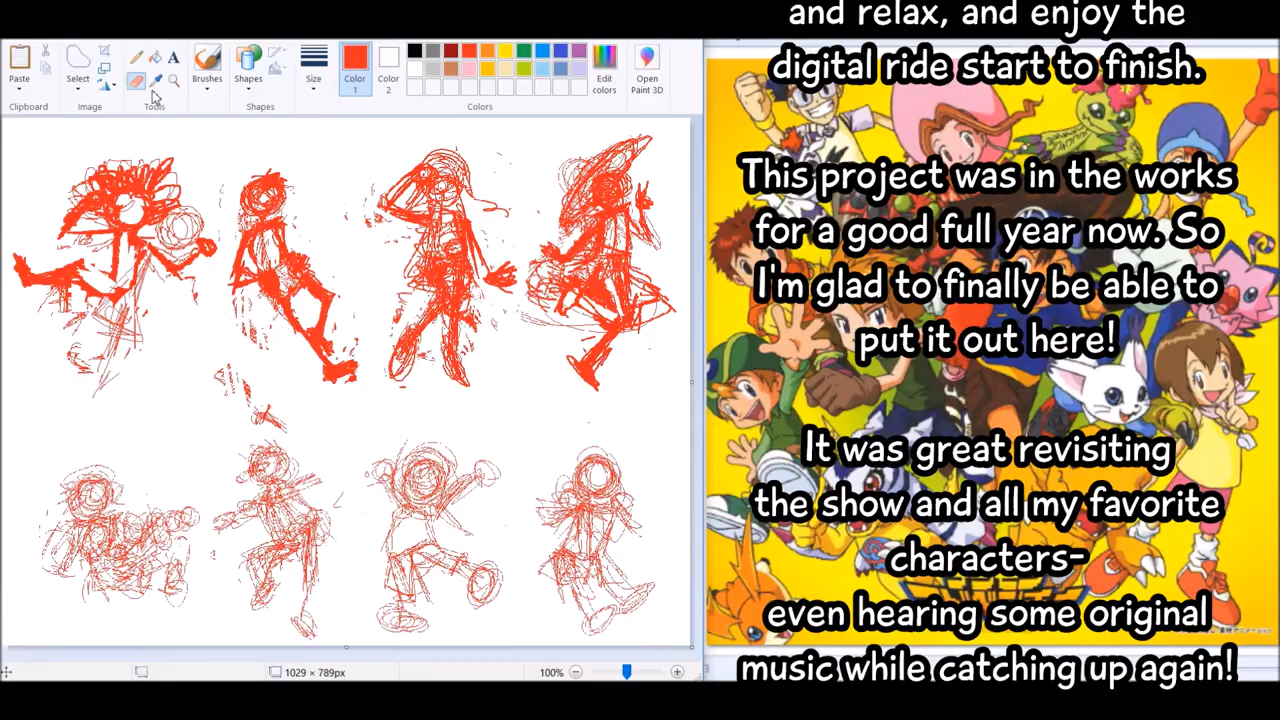 and relax, and enjoy the
digital ride start to finish.
This project was in the works
for a good full year now. So
I'm glad to finally be able to
put it out here!
It was great revisiting
the show and all my favorite
characters-
even hearing some original
music while catching up again!
Paste
Select
Brushes
Shapes
Size
Color
1
Color
2
Edit
colors
Open
Paint 3D
Clipboard
Image
Tools
Shapes
Colors
1029 × 789px
100%